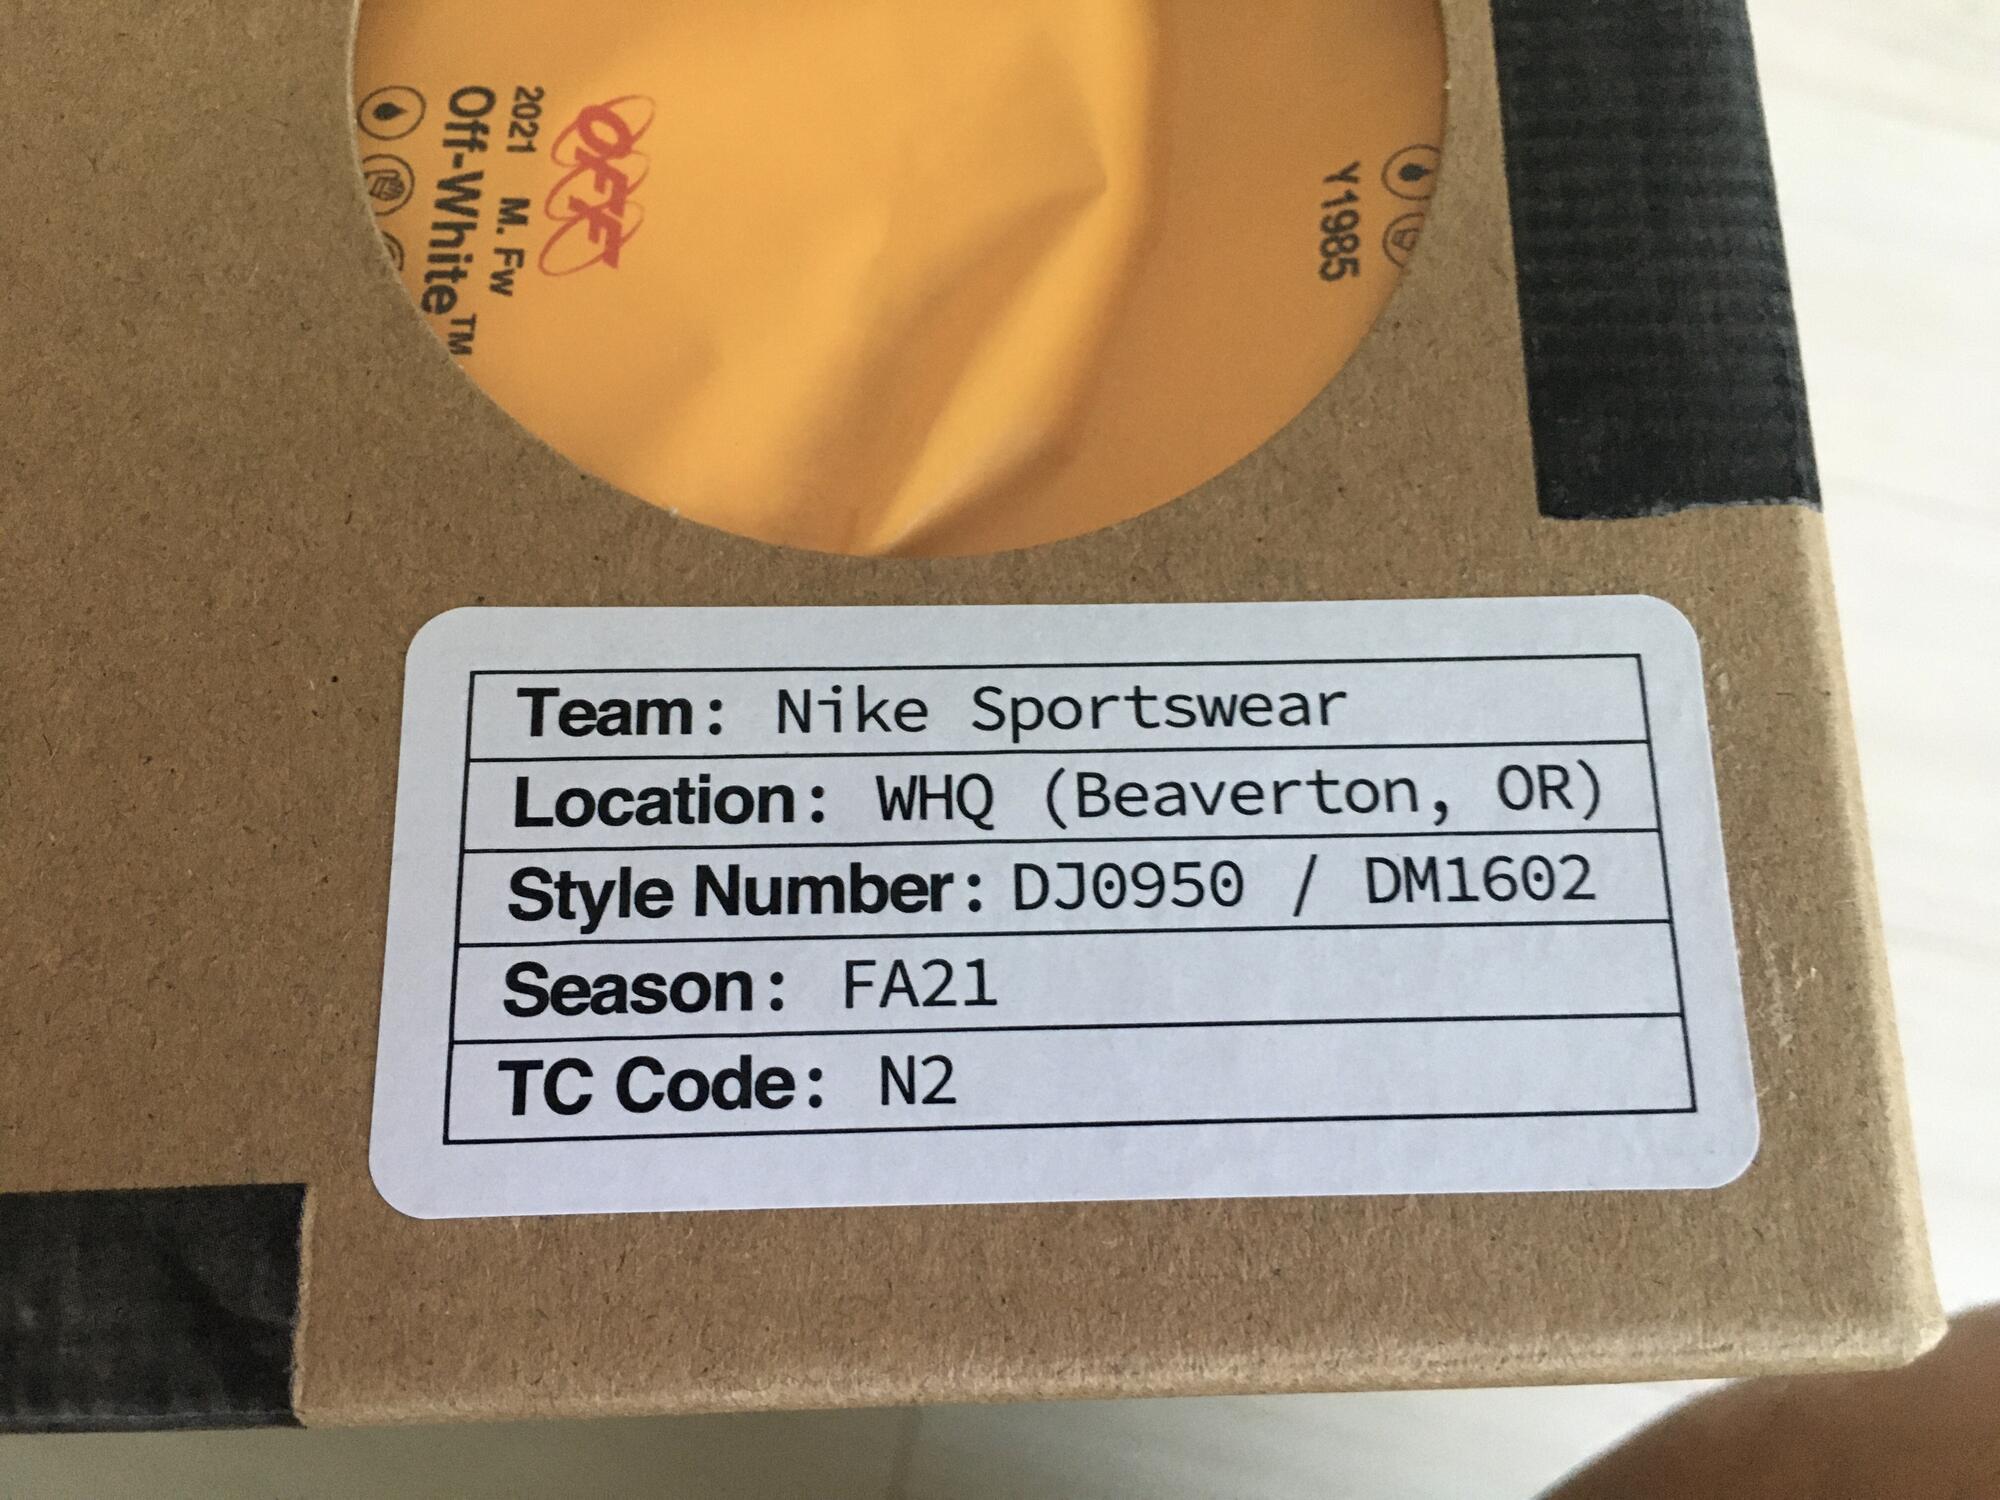 OFF
2021 M. Fw
Off-White™
Y1985
Team: Nike Sportswear
Location: WHQ (Beaverton, OR)
Style Number: DJ0950 / DM1602
Season: FA21
TC Code: N2